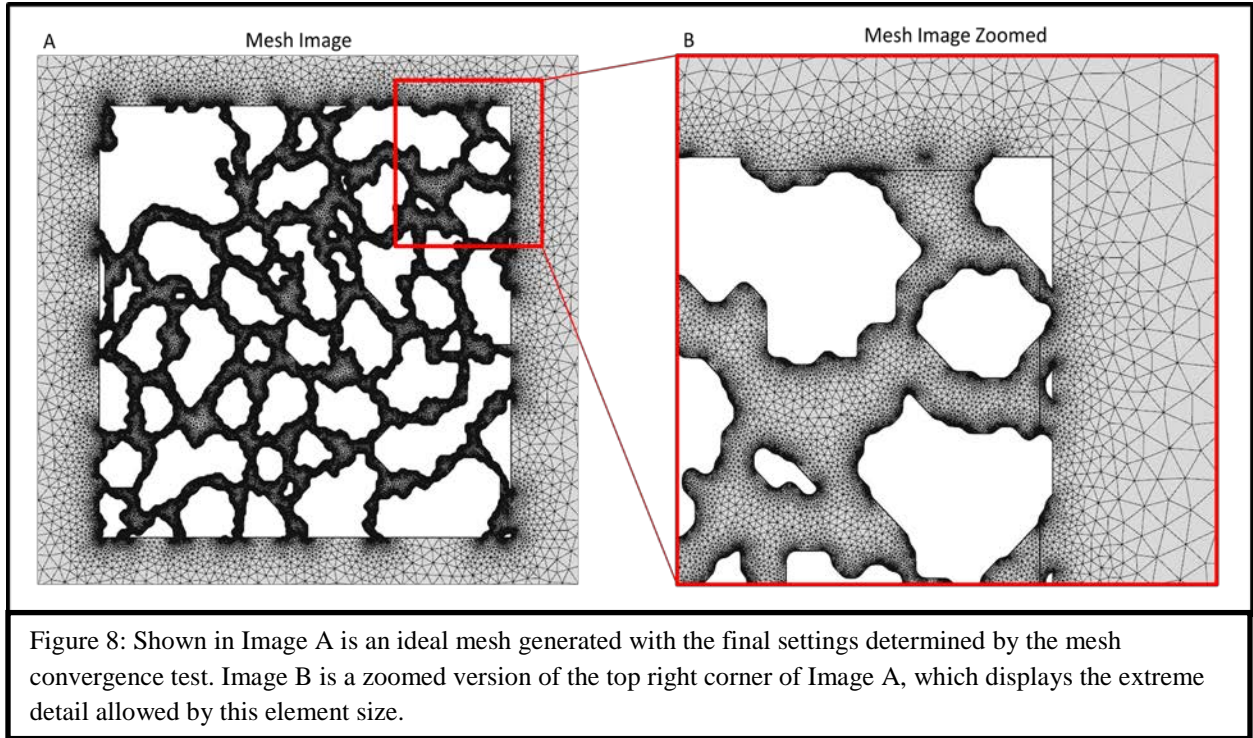 A
Mesh Image
B
Mesh Image Zoomed
Figure 8: Shown in Image A is an ideal mesh generated with the final settings determined by the mesh
convergence test. Image B is a zoomed version of the top right corner of Image A, which displays the extreme
detail allowed by this element size.